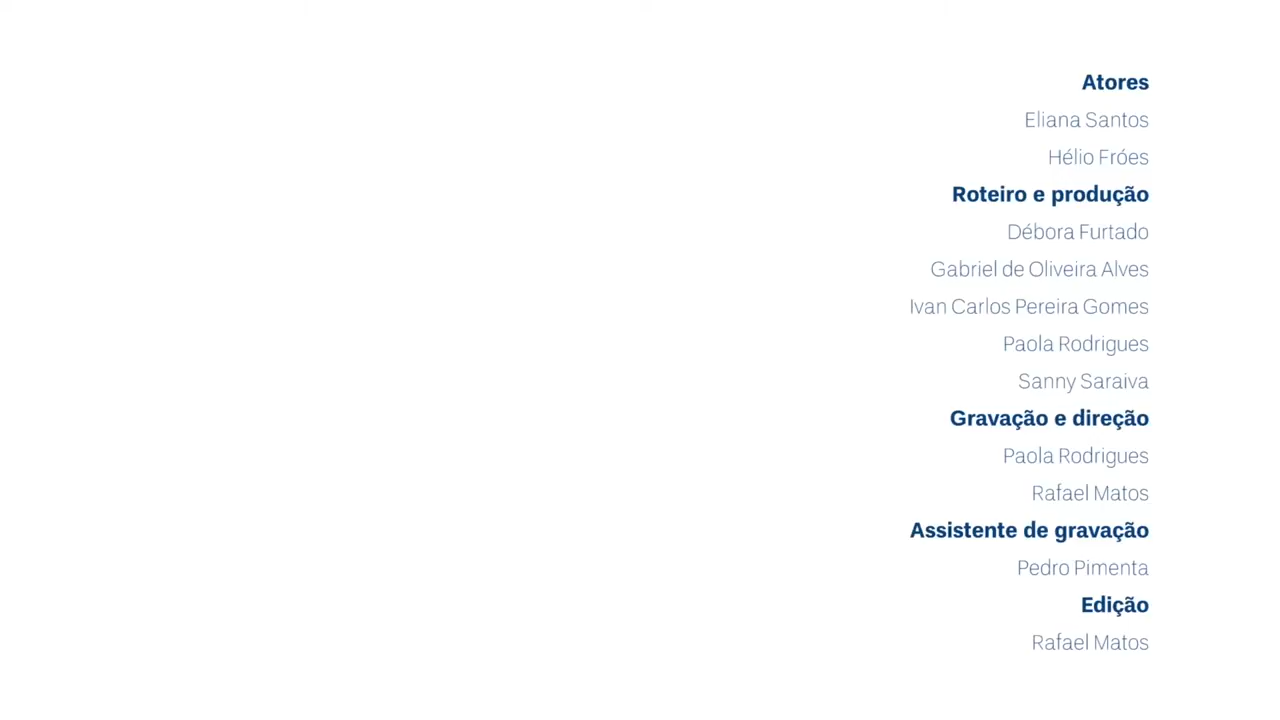 Atores
Eliana Santos
Hélio Fróes
Roteiro e produção
Débora Furtado
Gabriel de Oliveira Alves
Ivan Carlos Pereira Gomes
Paola Rodrigues
Sanny Saraiva
Gravação e direção
Paola Rodrigues
Rafael Matos
Assistente de gravação
Pedro Pimenta
Edição
Rafael Matos